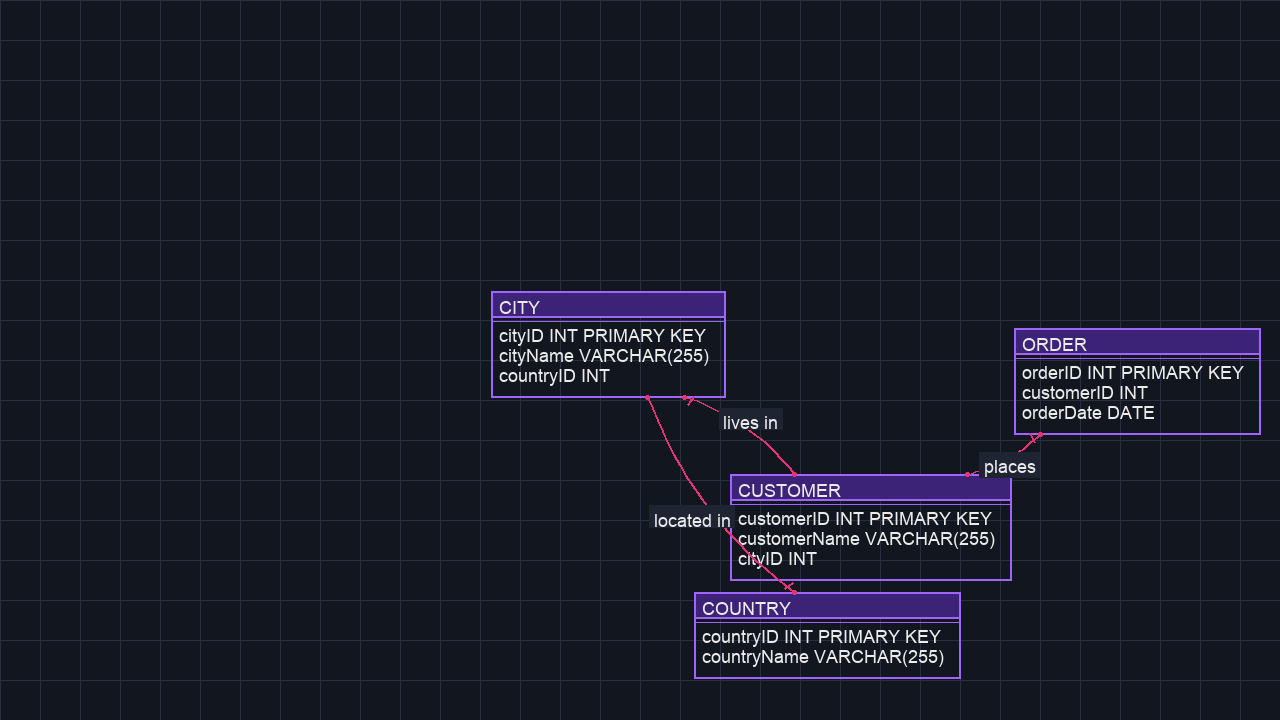 CITY
cityID INT PRIMARY KEY
cityName VARCHAR(255)
countryID INT
ORDER
orderID INT PRIMARY KEY
customerID INT
orderDate DATE
lives in
places
CUSTOMER
customerID INT PRIMARY KEY
customerName VARCHAR(255)
cityID INT
located in
COUNTRY
countryID INT PRIMARY KEY
countryName VARCHAR(255)